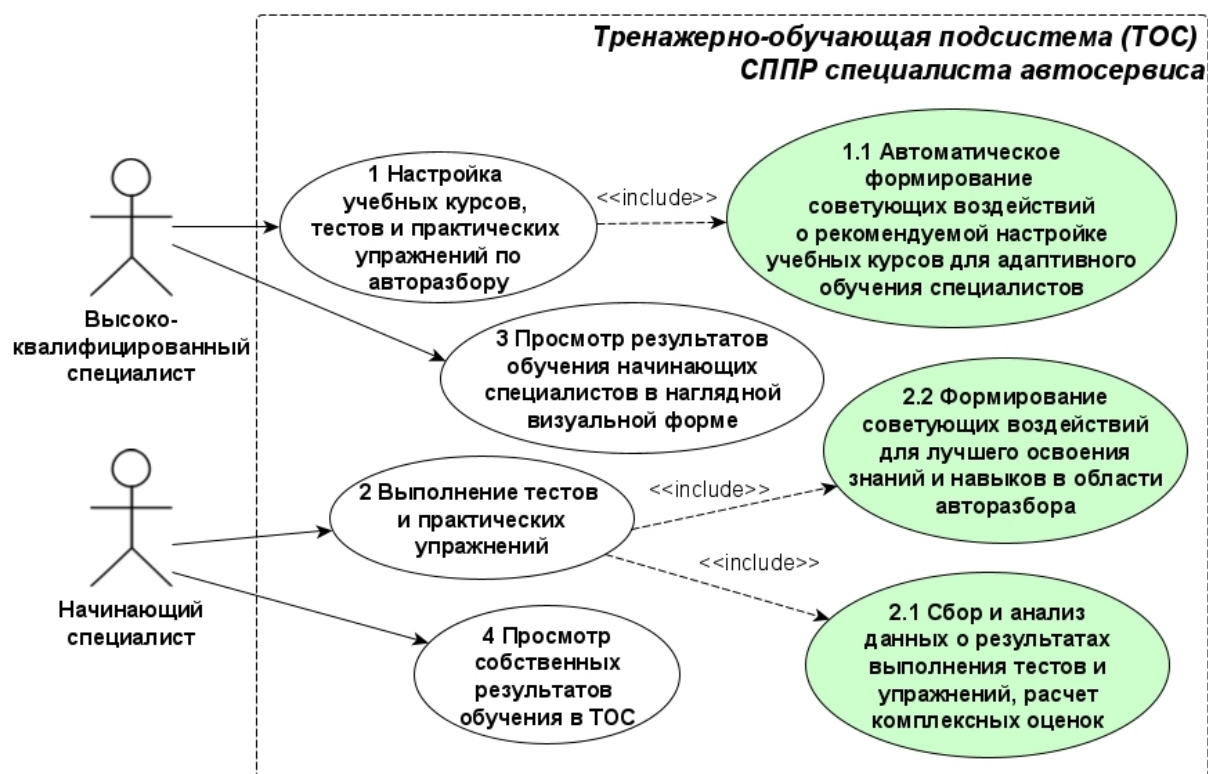 Тренажерно-обучающая подсистема (ТОС)
СППР специалиста автосервиса
1 Настройка
учебных курсов,
тестов и практических
упражнений по
авторазбору
<<include>>
1.1 Автоматическое
формирование
советующих воздействий
о рекомендуемой настройке
учебных курсов для адаптивного
обучения специалистов
Высоко-
квалифицированный
специалист
3 Просмотр результатов
обучения начинающих
специалистов в наглядной
визуальной форме
2.2 Формирование
советующих воздействий
для лучшего освоения
знаний и навыков в области
авторазбора
2 Выполнение тестов
и практических
упражнений
<<include>>
<<include>>
Начинающий
специалист
2.1 Сбор и анализ
данных о результатах
выполнения тестов и
упражнений, расчет
комплексных оценок
4 Просмотр
собственных
результатов
обучения в ТОС